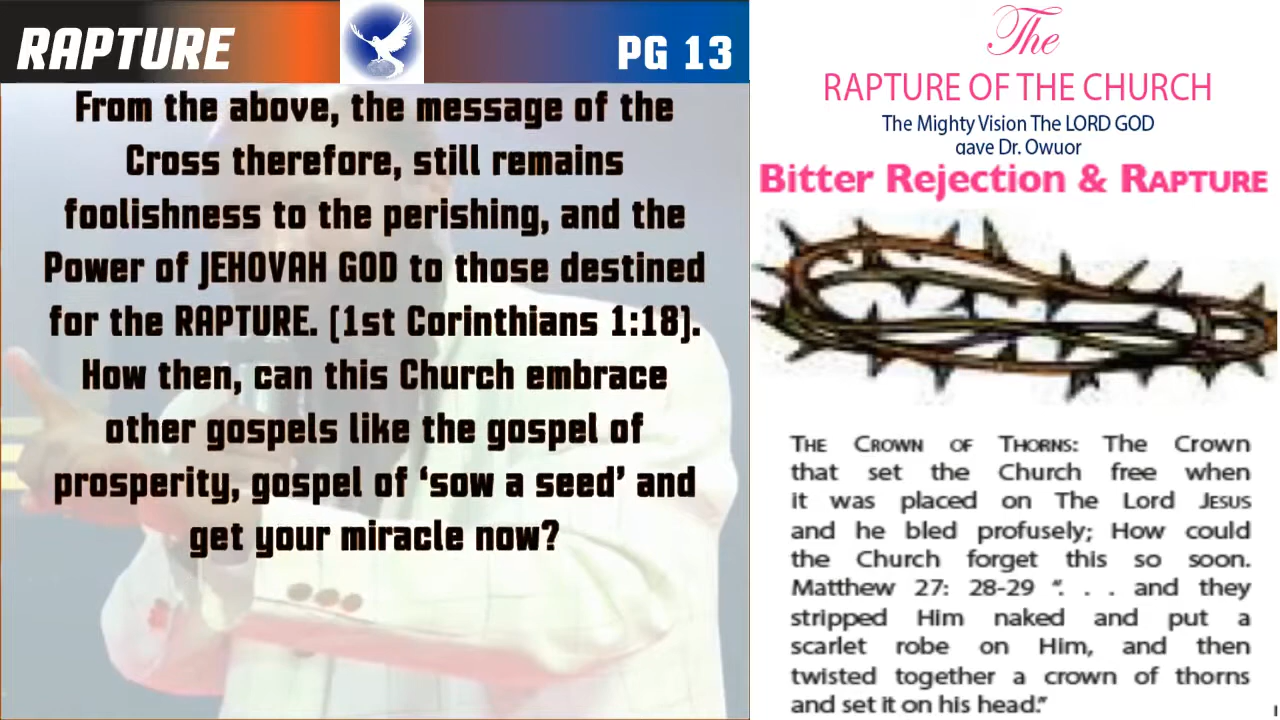 RAPTURE
PG 13
From the above, the message of the
Cross therefore, still remains
foolishness to the perishing, and the
Power of JEHOVAH GOD to those destined
for the RAPTURE. (1st Corinthians 1:18).
How then, can this Church embrace
other gospels like the gospel of
prosperity, gospel of ‘sow a seed’ and
get your miracle now?
The
RAPTURE OF THE CHURCH
The Mighty Vision The LORD GOD
gave Dr. Owuor
Bitter Rejection & RAPTURE
THE CROWN OF THORNS: The Crown
that set the Church free when
it was placed on The Lord JESUS
and he bled profusely; How could
the Church forget this so soon.
Matthew 27: 28-29 “. . . and they
stripped Him naked and put a
scarlet robe on Him, and then
twisted together a crown of thorns
and set it on his head.”